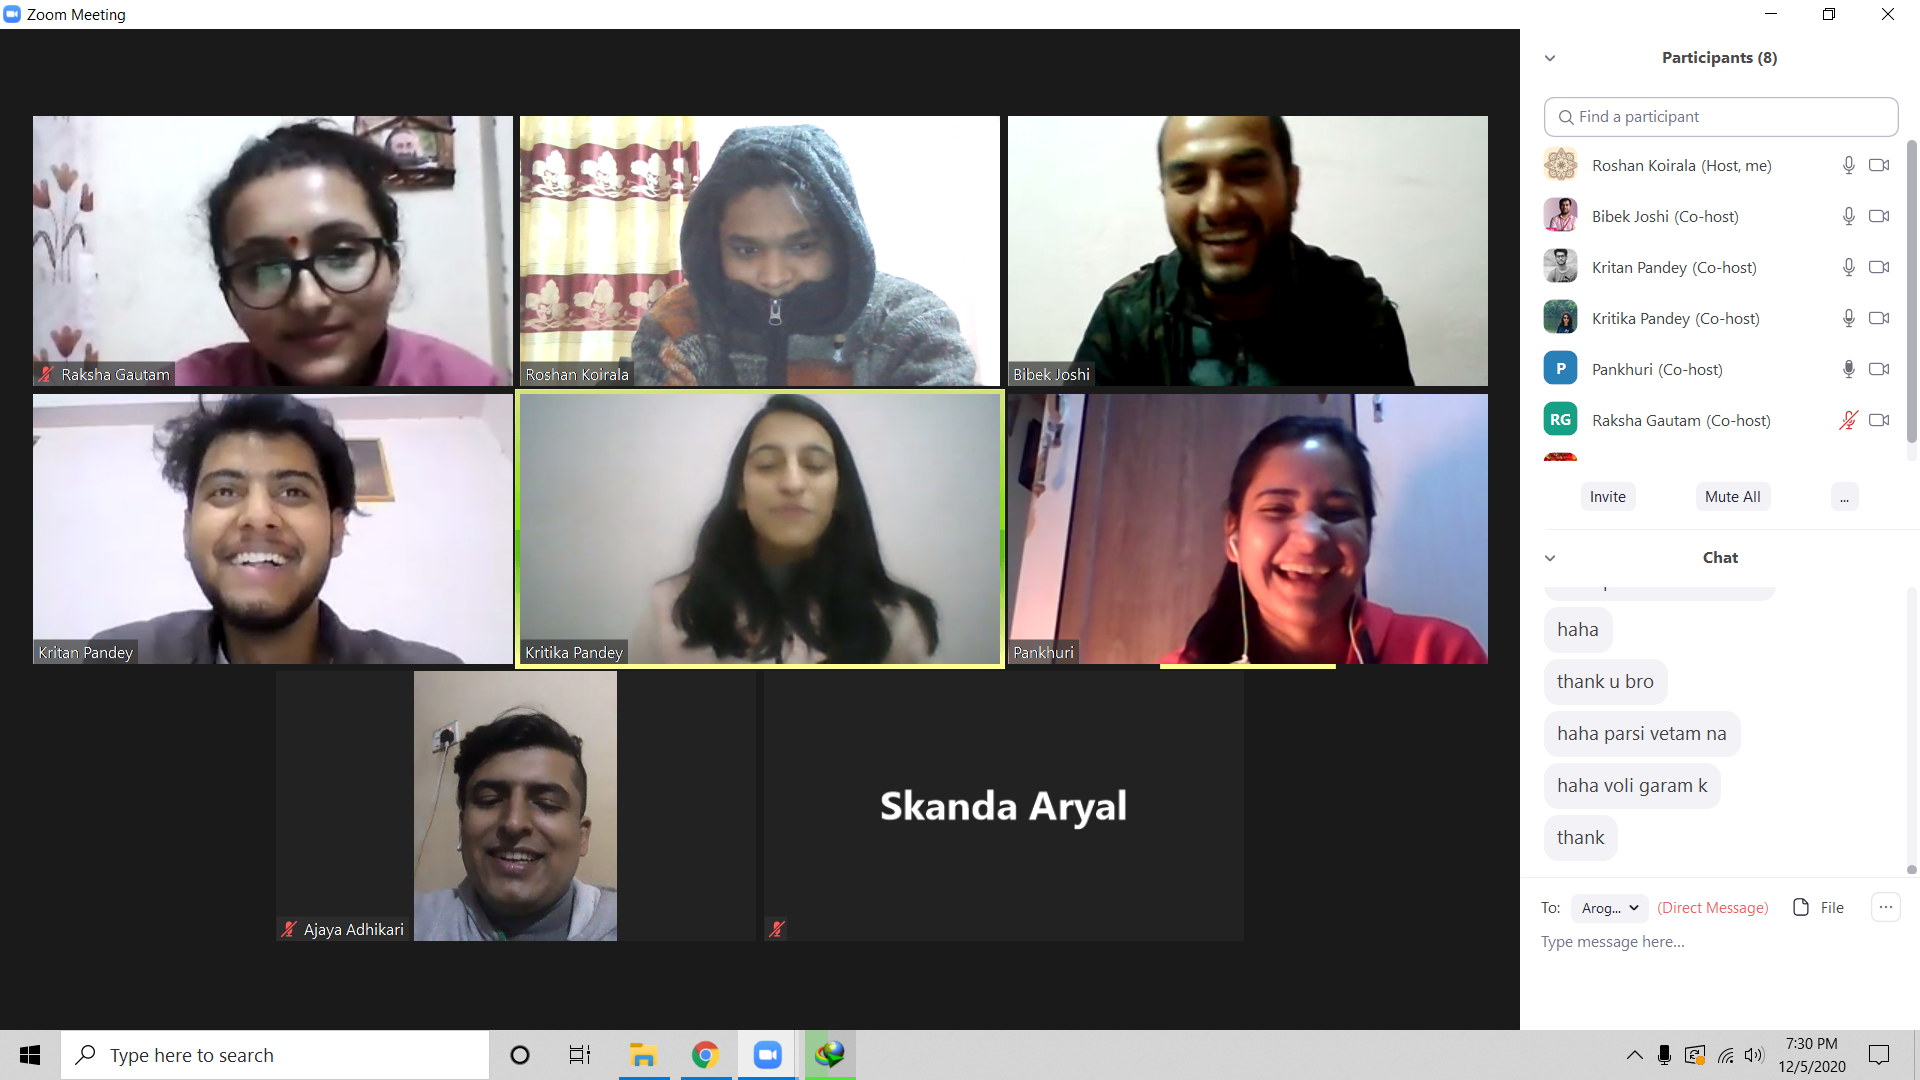 Zoom Meeting
Raksha Gautam
Roshan Koirala
Bibek Joshi
Kritan Pandey
Kritika Pandey
Pankhuri
Ajaya Adhikari
Skanda Aryal
Participants (8)
Find a participant
Roshan Koirala (Host, me)
Bibek Joshi (Co-host)
Kritan Pandey (Co-host)
Kritika Pandey (Co-host)
P
Pankhuri (Co-host)
RG
Raksha Gautam (Co-host)
Invite
Mute All
...
Chat
haha
thank u bro
haha parsi vetam na
haha voli garam k
thank
To:
Arog...
(Direct Message)
File
...
Type message here...
Type here to search
7:30 PM
12/5/2020